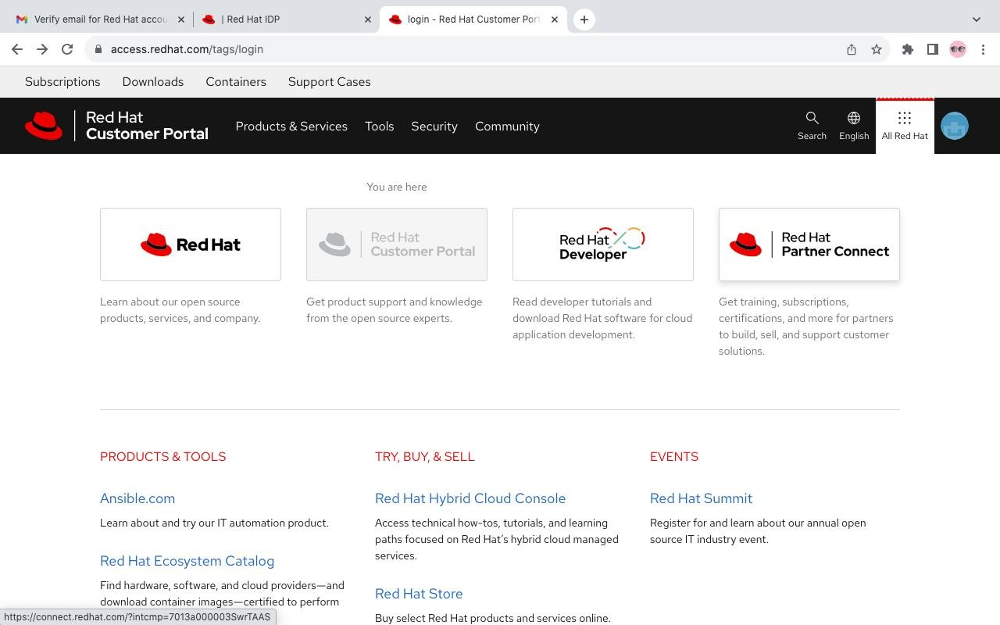 Verify email for Red Hat accou
| Red Hat IDP
login - Red Hat Customer Port
access.redhat.com/tags/login
Subscriptions Downloads Containers Support Cases
Red Hat
Customer Portal
Products & Services Tools Security Community
Search English All Red Hat
You are here
Red Hat
Red Hat
Customer Portal
Red Hat
Developer
Red Hat
Partner Connect
Learn about our open source
products, services, and company.
Get product support and knowledge
from the open source experts.
Read developer tutorials and
download Red Hat software for cloud
application development.
Get training, subscriptions,
certifications, and more for partners
to build, sell, and support customer
solutions.
PRODUCTS & TOOLS
Ansible.com
Learn about and try our IT automation product.
Red Hat Ecosystem Catalog
Find hardware, software, and cloud providers—and
download container images—certified to perform
TRY, BUY, & SELL
Red Hat Hybrid Cloud Console
Access technical how-tos, tutorials, and learning
paths focused on Red Hat’s hybrid cloud managed
services.
Red Hat Store
Buy select Red Hat products and services online.
EVENTS
Red Hat Summit
Register for and learn about our annual open
source IT industry event.
https://connect.redhat.com/?intcmp=7013a000003SwrTAAS